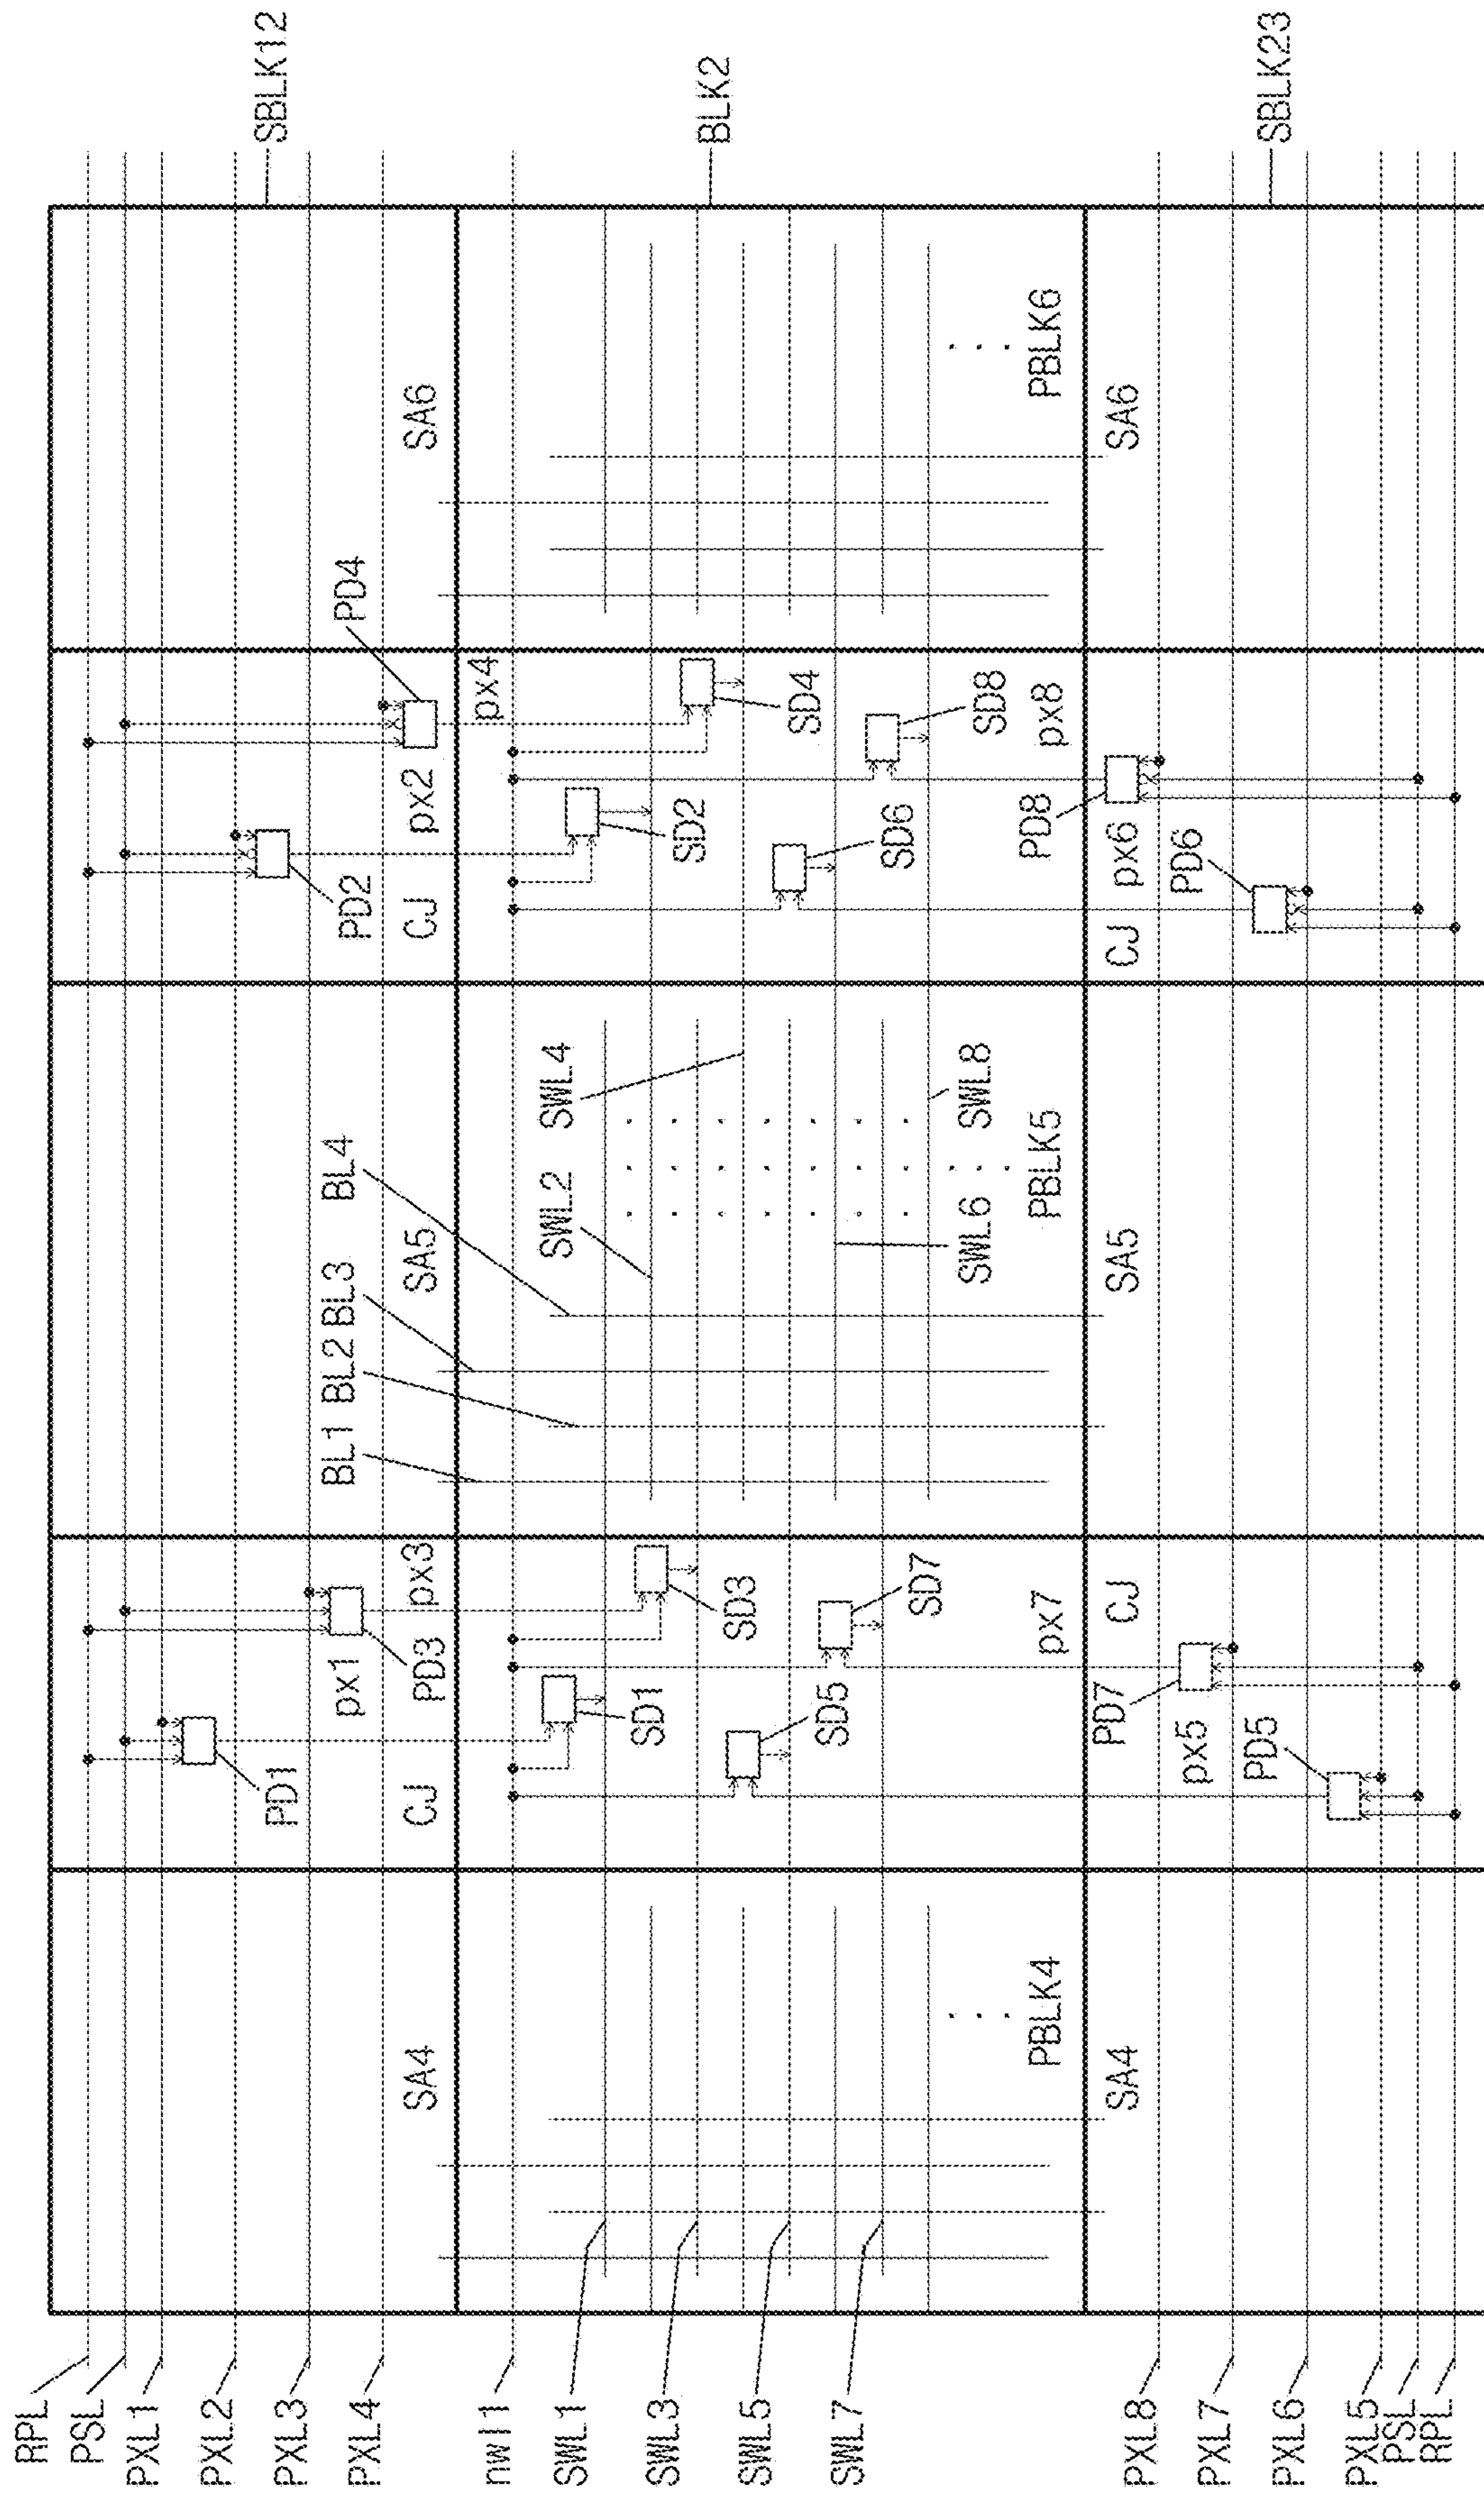 RPL
PSL
PXL1
PXL2
PXL3
PXL4
nwl1
SWL1
SWL3
SWL5
SWL7
PXL8
PXL7
PXL6
PXL5
PSL
RPL
SA4
PBLK4
SA4
PD1
CJ
px1
PD3
px3
SD1
SD3
SD5
SD7
px7
PD7
CJ
px5
PD5
BL1
BL2
BL3
BL4
SA5
SWL2
SWL4
SWL6
SWL8
PBLK5
SA5
PD2
CJ
px2
PD4
px4
SD2
SD4
SD6
SD8
px8
PD8
px6
CJ
PD6
SA6
PBLK6
SA6
SBLK12
BLK2
SBLK23